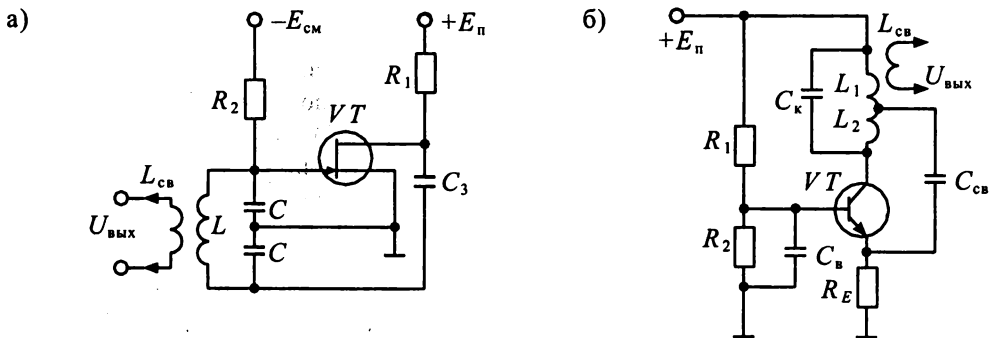 а)
−E_см
+E_п
R_1
R_2
VT
C_3
L_св
U_вых
L
C
C
б)
+E_п
L_св
U_вых
C_к
L_1
L_2
R_1
VT
C_св
R_2
C_в
R_E